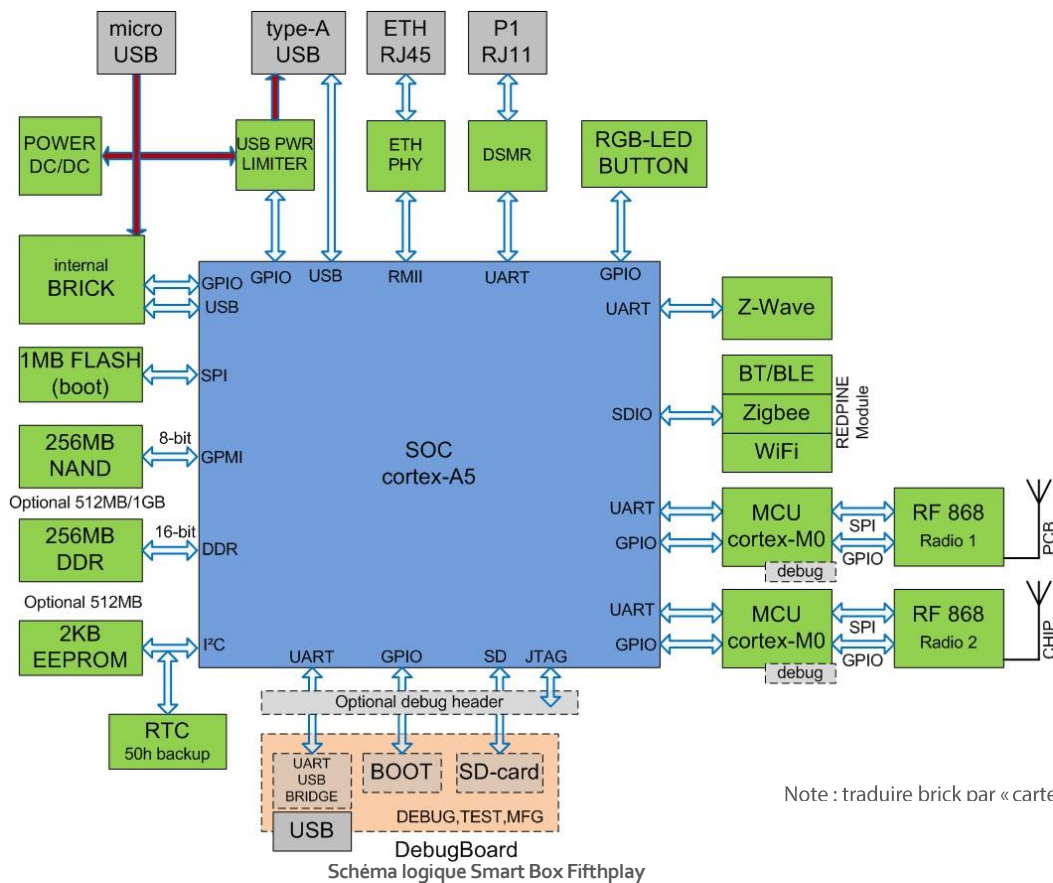 micro
USB
type-A
USB
ETH
RJ45
P1
RJ11
POWER
DC/DC
USB PWR
LIMITER
ETH
PHY
DSMR
RGB-LED
BUTTON
internal
BRICK
GPIO
USB
GPIO
USB
RMII
UART
GPIO
UART
Z-Wave
1MB FLASH
(boot)
SPI
BT/BLE
Zigbee
WiFi
SDIO
REDPINE
Module
256MB
NAND
8-bit
GPMI
Optional 512MB/1GB
SOC
cortex-A5
256MB
DDR
16-bit
DDR
Optional 512MB
UART
GPIO
MCU
cortex-M0
debug
SPI
GPIO
RF 868
Radio 1
PCB
UART
GPIO
MCU
cortex-M0
debug
SPI
GPIO
RF 868
Radio 2
CHIP
2KB
EEPROM
I²C
RTC
50h backup
UART
GPIO
SD
JTAG
Optional debug header
UART
USB
BRIDGE
BOOT
SD-card
USB
DEBUG,TEST,MFG
DebugBoard
Note : traduire brick par « carte
Schéma logique Smart Box Fifthplay